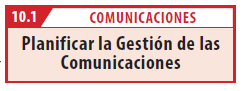 10.1 COMUNICACIONES
Planificar la Gestión de las
Comunicaciones